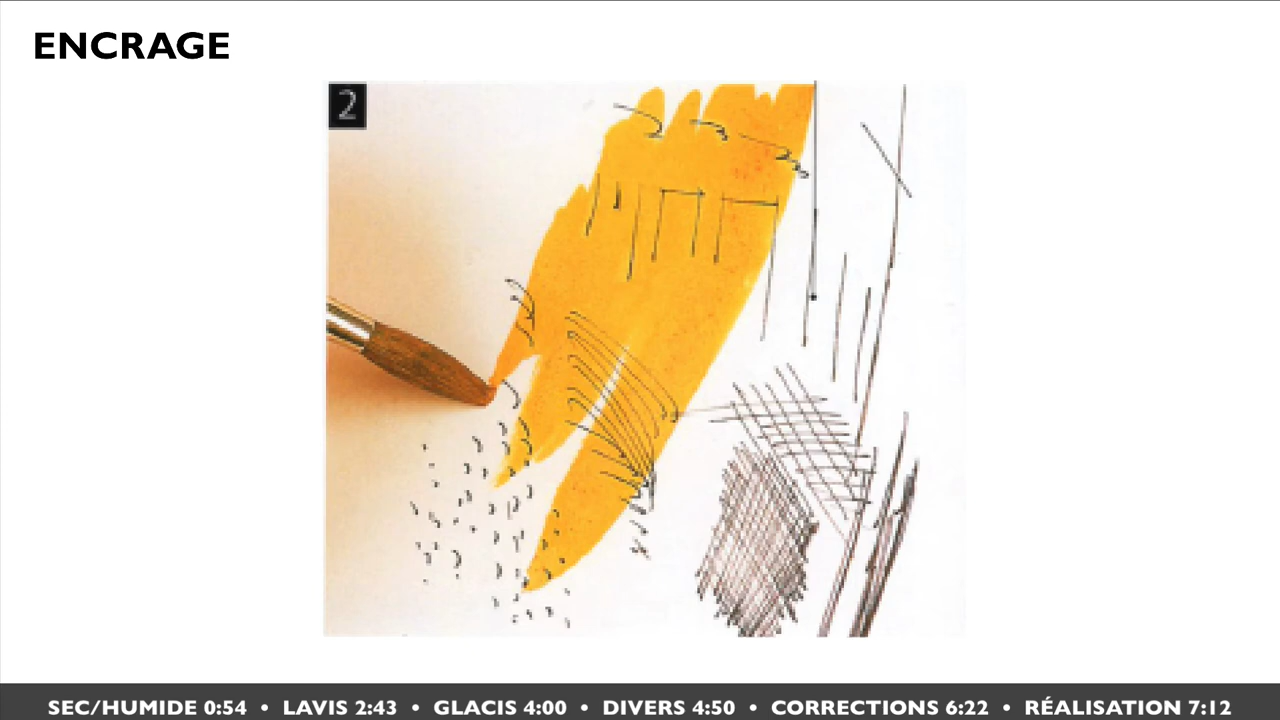 ENCRAGE
2
SEC/HUMIDE 0:54 • LAVIS 2:43 • GLACIS 4:00 • DIVERS 4:50 • CORRECTIONS 6:22 • RÉALISATION 7:12